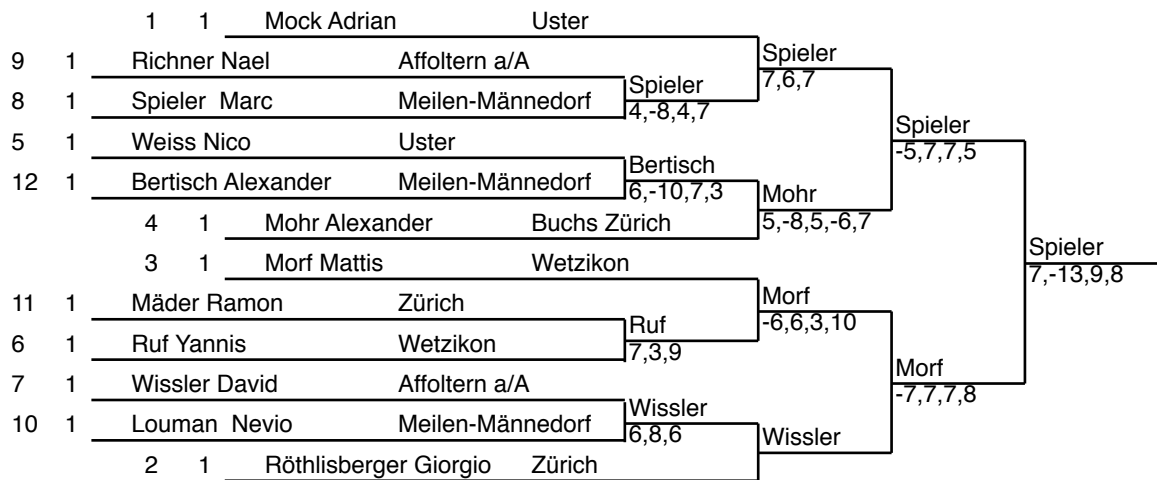 1 1 Mock Adrian Uster
Spieler
9 1 Richner Nael Affoltern a/A
7,6,7
Spieler
8 1 Spieler Marc Meilen-Männedorf
4,-8,4,7
Spieler
5 1 Weiss Nico Uster
-5,7,7,5
Bertisch
12 1 Bertisch Alexander Meilen-Männedorf
6,-10,7,3
Mohr
4 1 Mohr Alexander Buchs Zürich
5,-8,5,-6,7
Spieler
3 1 Morf Mattis Wetzikon
7,-13,9,8
Morf
11 1 Mäder Ramon Zürich
-6,6,3,10
Ruf
6 1 Ruf Yannis Wetzikon
7,3,9
Morf
7 1 Wissler David Affoltern a/A
-7,7,7,8
Wissler
10 1 Louman Nevio Meilen-Männedorf
6,8,6
Wissler
2 1 Röthlisberger Giorgio Zürich